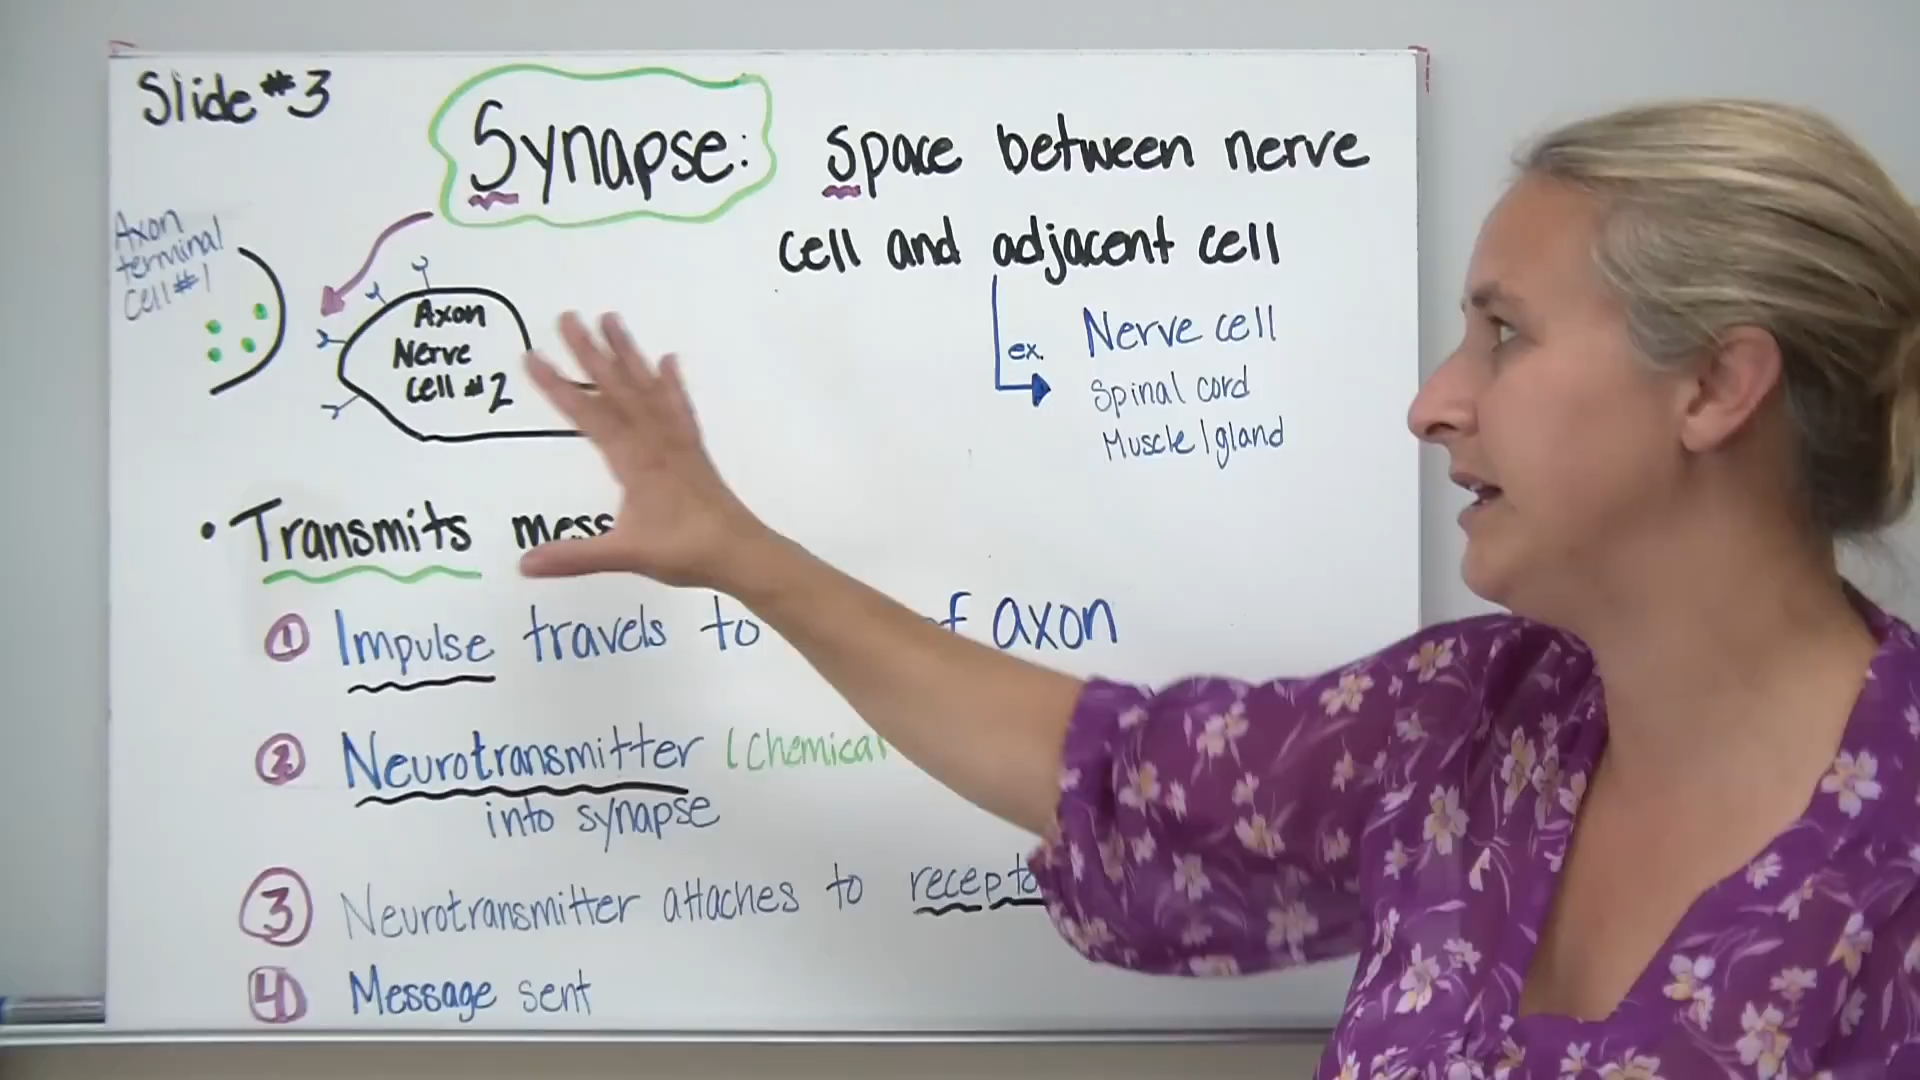 Slide #3
Synapse: space between nerve
cell and adjacent cell
Axon
terminal
Cell #1
Axon
Nerve
Cell #2
ex. Nerve cell
Spinal cord
Muscle/gland
• Transmits
① Impulse travels to axon
② Neurotransmitter (Chemical
into synapse
③ Neurotransmitter attaches to
④ Message sent